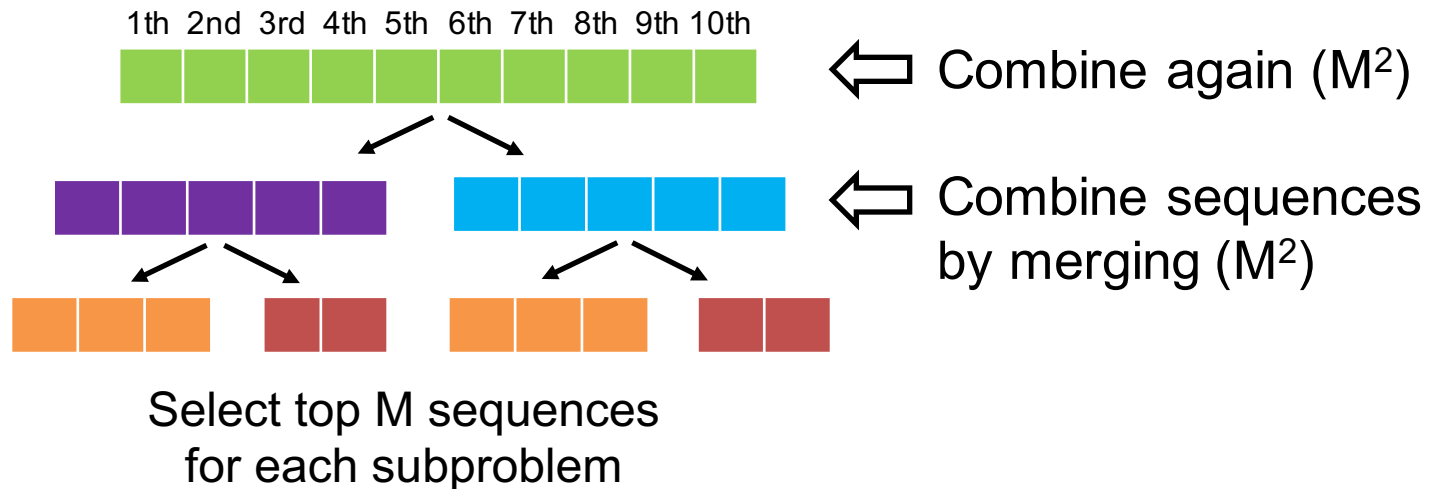 1th 2nd 3rd 4th 5th 6th 7th 8th 9th 10th
Combine again (M²)
Combine sequences
by merging (M²)
Select top M sequences
for each subproblem